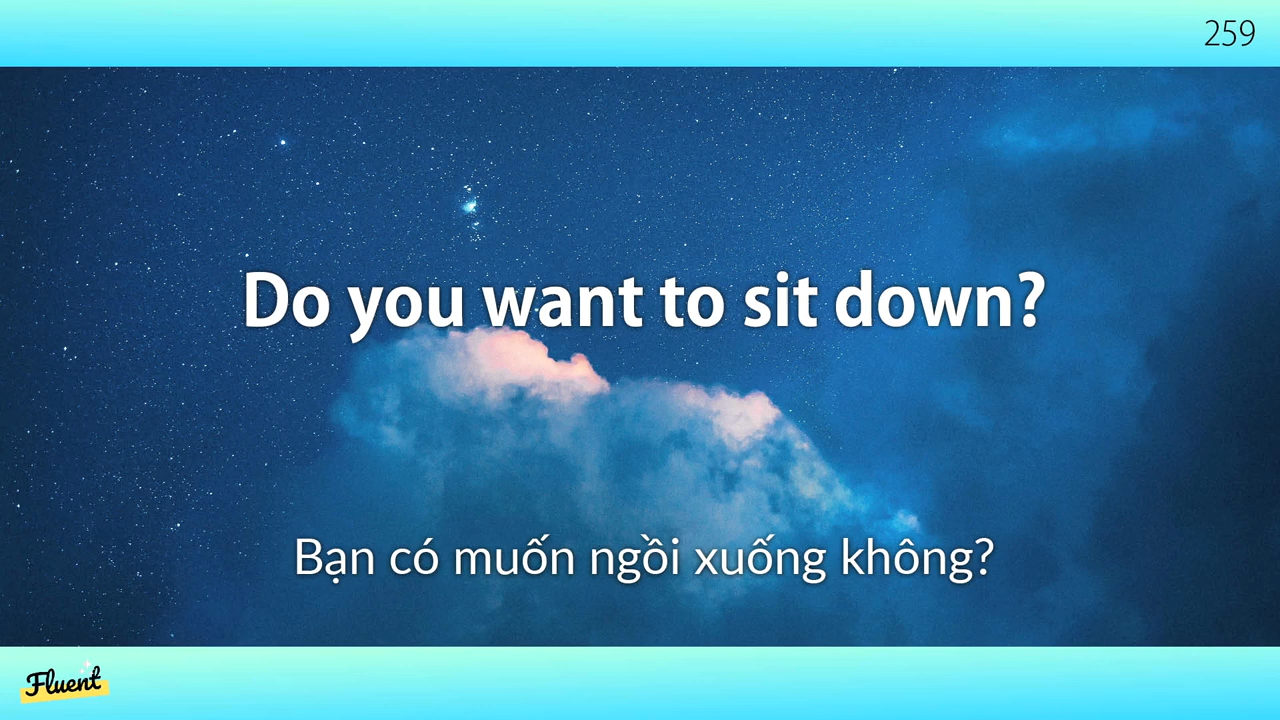 259
Do you want to sit down?
Bạn có muốn ngồi xuống không?
Fluent